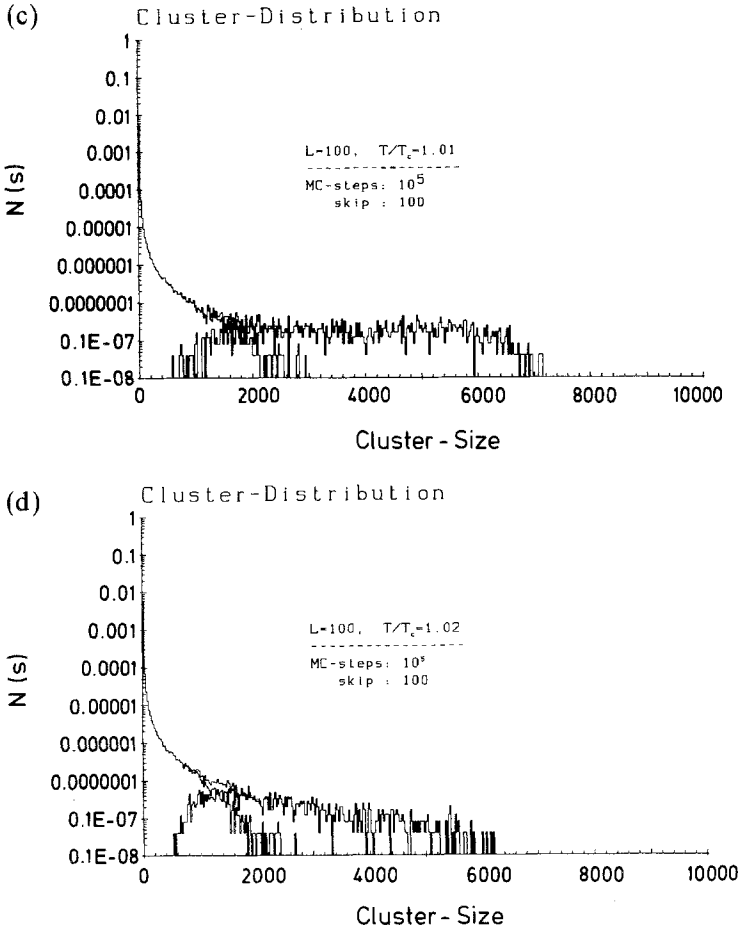 (c)
Cluster-Distribution
1
0.1
0.01
0.001
0.0001
0.00001
0.000001
0.0000001
0.1E-07
0.1E-08
N(s)
L=100, T/Tc=1.01
MC-steps: 10^5
skip : 100
0 2000 4000 6000 8000 10000
Cluster-Size
(d)
Cluster-Distribution
1
0.1
0.01
0.001
0.0001
0.00001
0.000001
0.0000001
0.1E-07
0.1E-08
N(s)
L=100, T/Tc=1.02
MC-steps: 10^5
skip : 100
0 2000 4000 6000 8000 10000
Cluster-Size